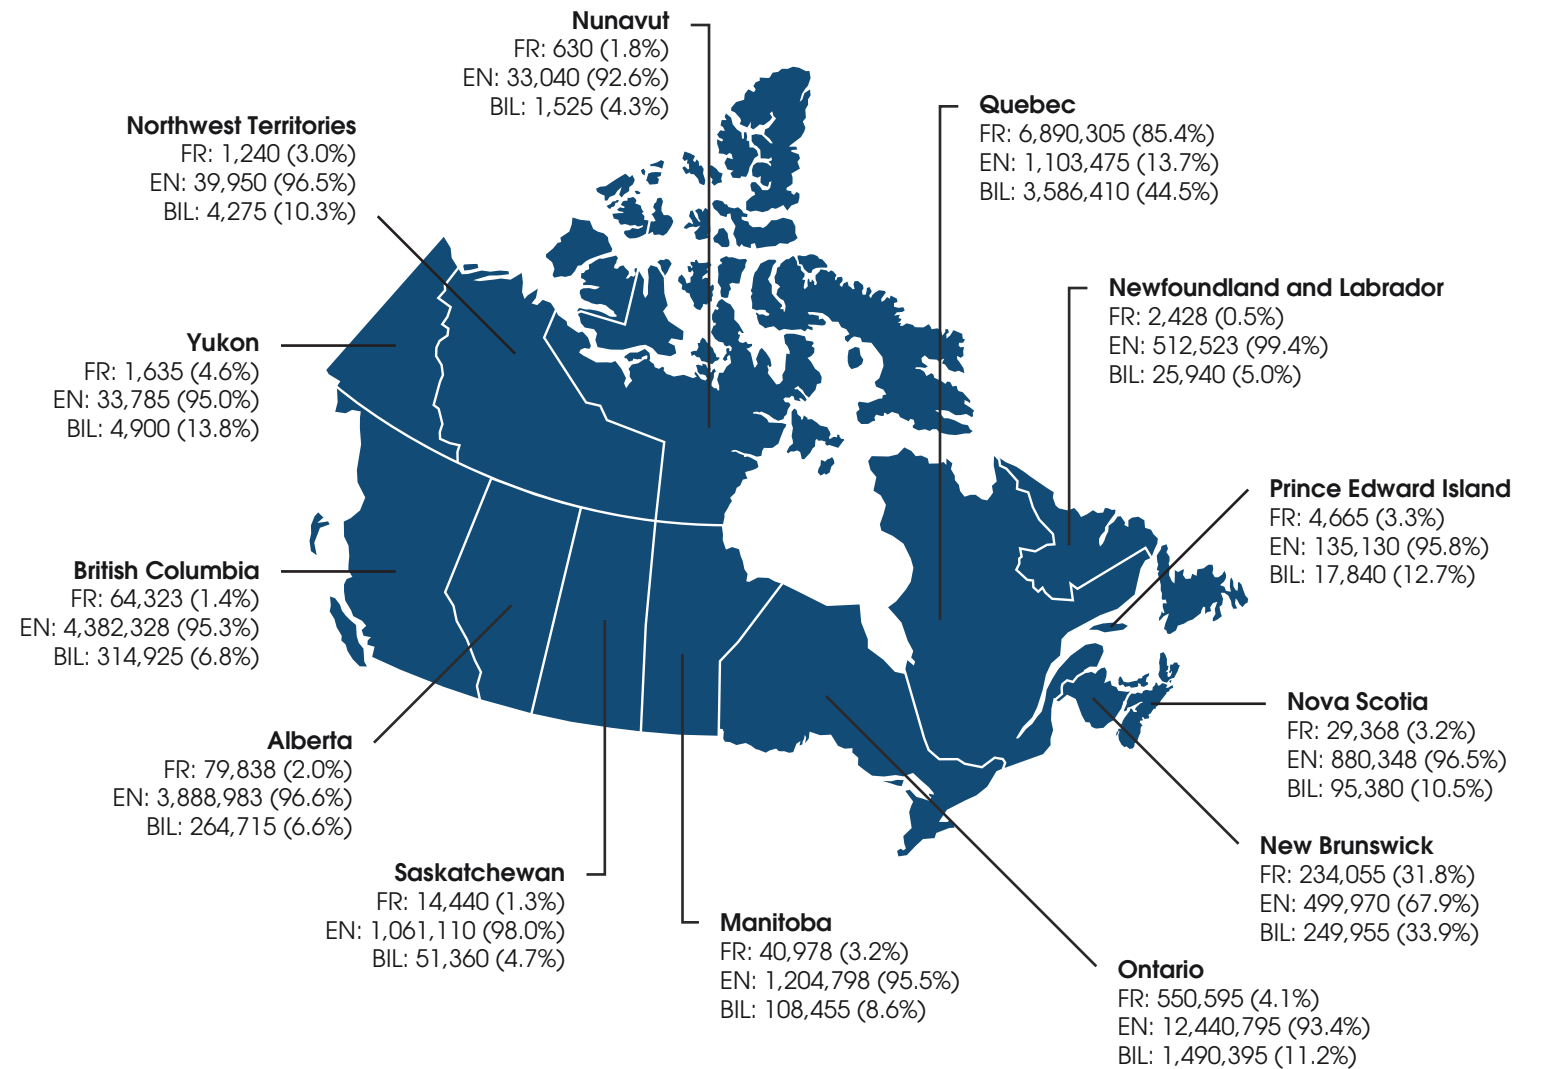 Nunavut
FR: 630 (1.8%)
EN: 33,040 (92.6%)
BIL: 1,525 (4.3%)
Northwest Territories
FR: 1,240 (3.0%)
EN: 39,950 (96.5%)
BIL: 4,275 (10.3%)
Yukon
FR: 1,635 (4.6%)
EN: 33,785 (95.0%)
BIL: 4,900 (13.8%)
British Columbia
FR: 64,323 (1.4%)
EN: 4,382,328 (95.3%)
BIL: 314,925 (6.8%)
Alberta
FR: 79,838 (2.0%)
EN: 3,888,983 (96.6%)
BIL: 264,715 (6.6%)
Saskatchewan
FR: 14,440 (1.3%)
EN: 1,061,110 (98.0%)
BIL: 51,360 (4.7%)
Manitoba
FR: 40,978 (3.2%)
EN: 1,204,798 (95.5%)
BIL: 108,455 (8.6%)
Quebec
FR: 6,890,305 (85.4%)
EN: 1,103,475 (13.7%)
BIL: 3,586,410 (44.5%)
Newfoundland and Labrador
FR: 2,428 (0.5%)
EN: 512,523 (99.4%)
BIL: 25,940 (5.0%)
Prince Edward Island
FR: 4,665 (3.3%)
EN: 135,130 (95.8%)
BIL: 17,840 (12.7%)
Nova Scotia
FR: 29,368 (3.2%)
EN: 880,348 (96.5%)
BIL: 95,380 (10.5%)
New Brunswick
FR: 234,055 (31.8%)
EN: 499,970 (67.9%)
BIL: 249,955 (33.9%)
Ontario
FR: 550,595 (4.1%)
EN: 12,440,795 (93.4%)
BIL: 1,490,395 (11.2%)